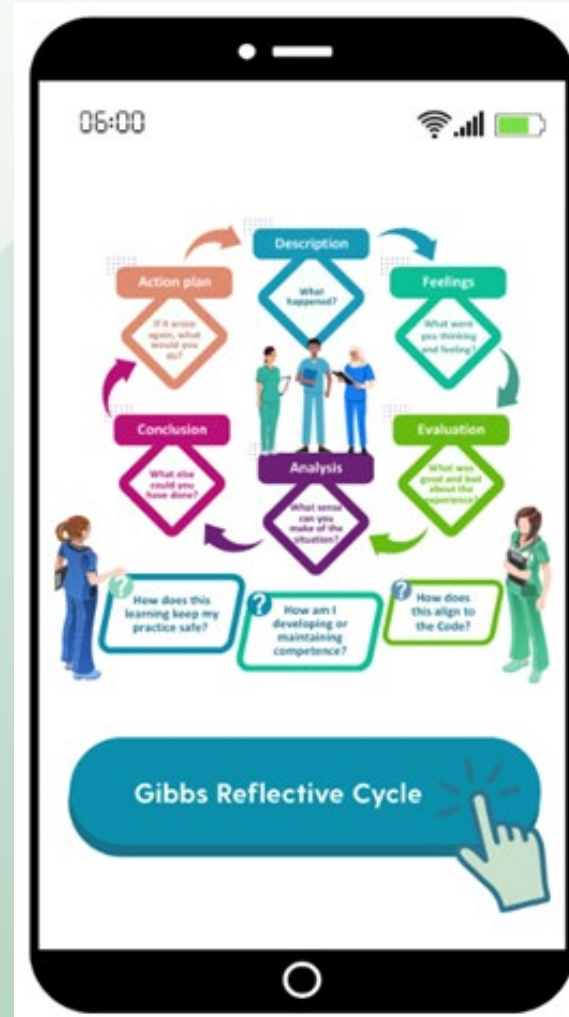 06:00
Description
What
happened?
Feelings
What were
you thinking
and feeling?
Evaluation
What was
good and bad
about the
experience?
Analysis
What sense
can you
make of the
situation?
Conclusion
What else
could you
have done?
Action plan
If it arose
again, what
would you
do?
?
How does this
learning keep my
practice safe?
?
How am I
developing or
maintaining
competence?
?
How does
this align to
the Code?
Gibbs Reflective Cycle